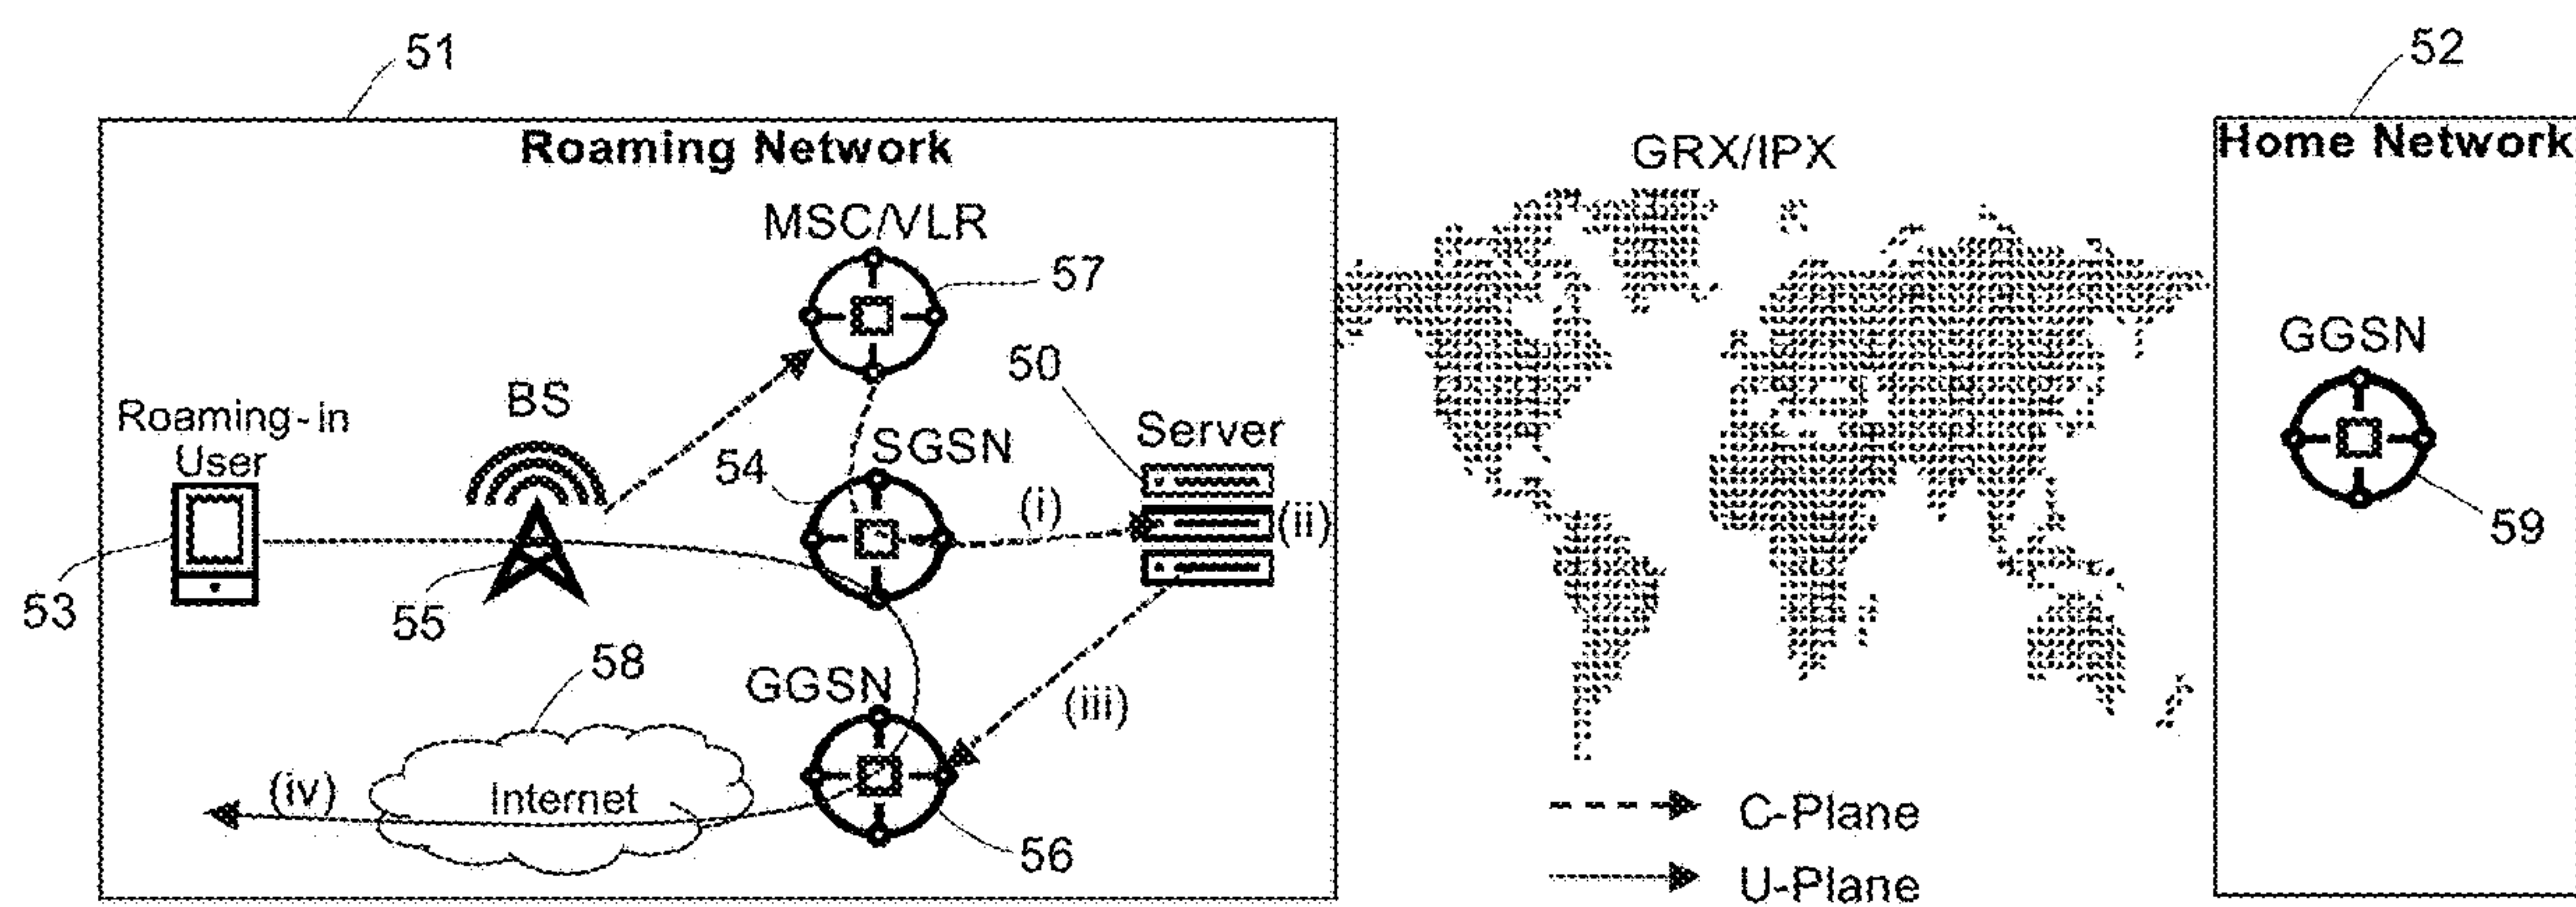 51
52
Roaming Network
GRX/IPX
Home Network
MSC/VLR
57
GGSN
50
BS
Server
Roaming-in
User
54
SGSN
(i)
(ii)
59
53
55
58
GGSN
(iii)
(iv)
Internet
56
C-Plane
U-Plane